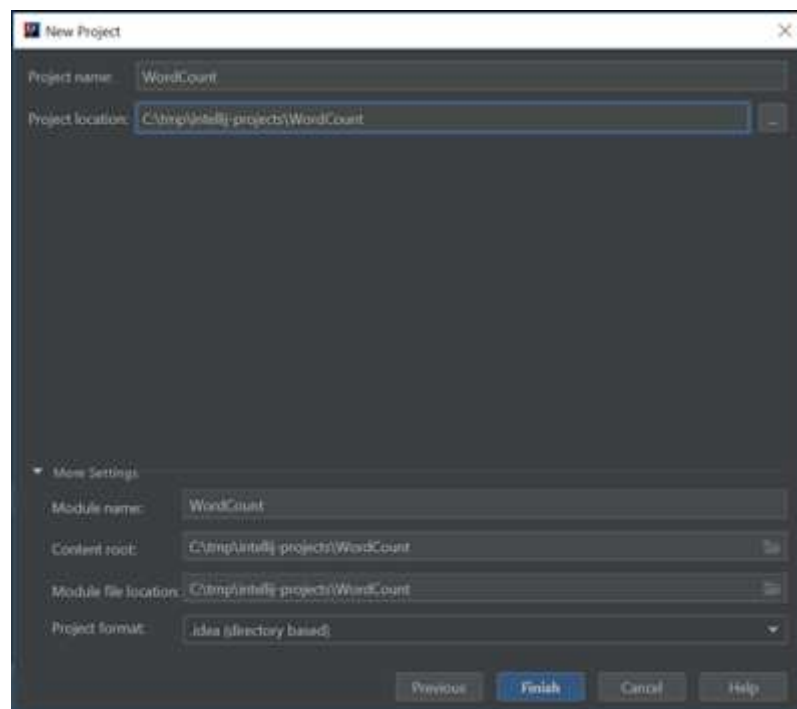 New Project
Project name: WordCount
Project location: C:\tmp\intellij-projects\WordCount
...
More Settings
Module name: WordCount
Content root: C:\tmp\intellij-projects\WordCount
Module file location: C:\tmp\intellij-projects\WordCount
Project format: .idea (directory based)
Previous Finish Cancel Help